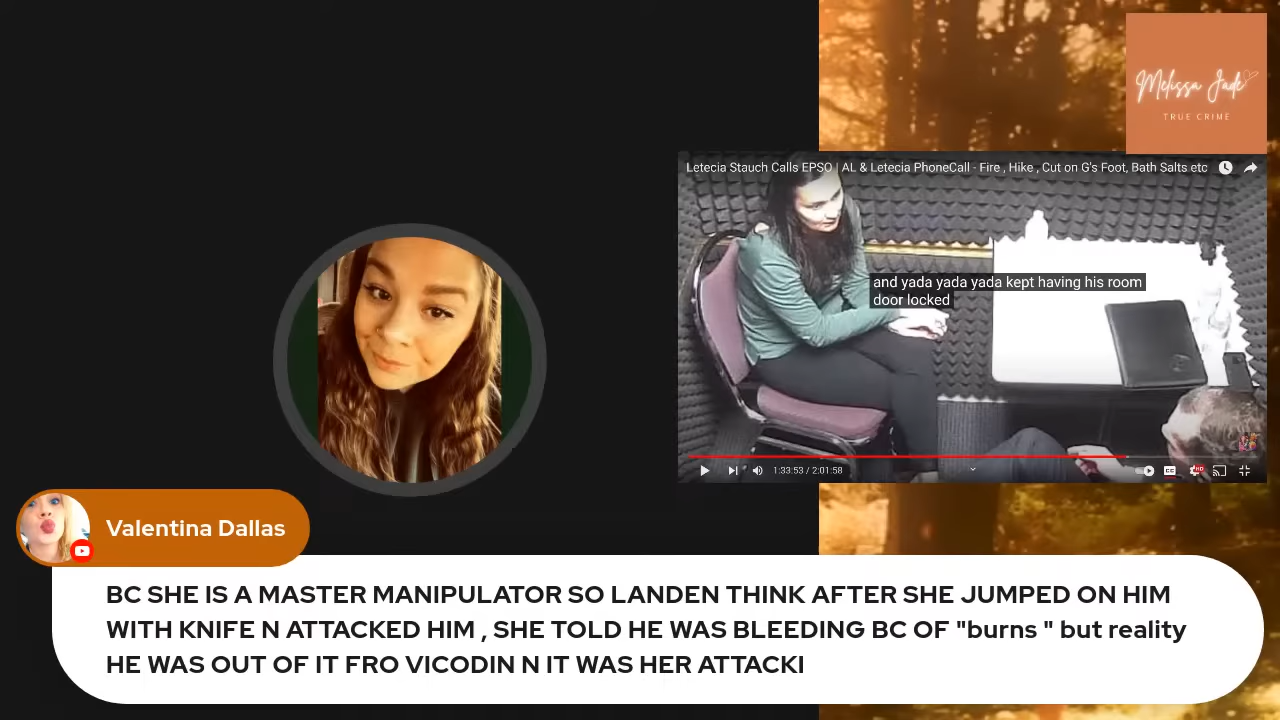 Melissa Jade
TRUE CRIME
Letecia Stauch Calls EPSO | AL & Letecia PhoneCall - Fire , Hike , Cut on G's Foot, Bath Salts etc
and yada yada yada kept having his room
door locked
1:33:53 / 2:01:58
CC
HD
Valentina Dallas
BC SHE IS A MASTER MANIPULATOR SO LANDEN THINK AFTER SHE JUMPED ON HIM
WITH KNIFE N ATTACKED HIM , SHE TOLD HE WAS BLEEDING BC OF "burns " but reality
HE WAS OUT OF IT FRO VICODIN N IT WAS HER ATTACKI